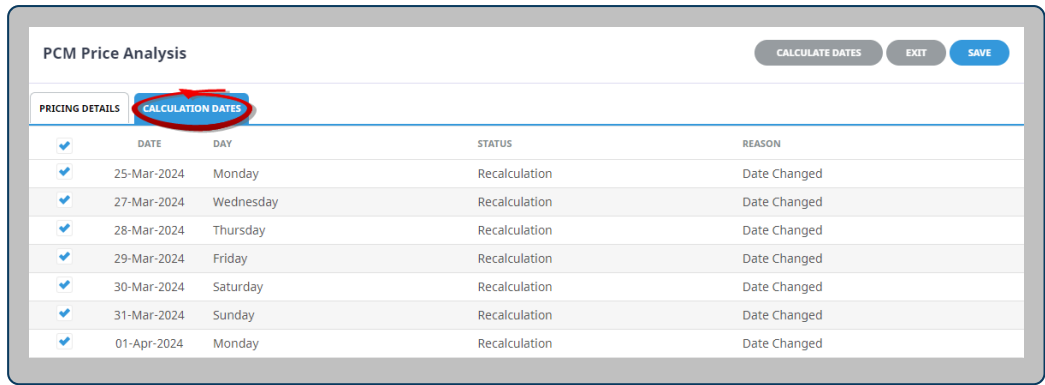 PCM Price Analysis CALCULATE DATES EXIT SAVE
PRICING DETAILS CALCULATION DATES
DATE DAY STATUS REASON
25-Mar-2024 Monday Recalculation Date Changed
27-Mar-2024 Wednesday Recalculation Date Changed
28-Mar-2024 Thursday Recalculation Date Changed
29-Mar-2024 Friday Recalculation Date Changed
30-Mar-2024 Saturday Recalculation Date Changed
31-Mar-2024 Sunday Recalculation Date Changed
01-Apr-2024 Monday Recalculation Date Changed